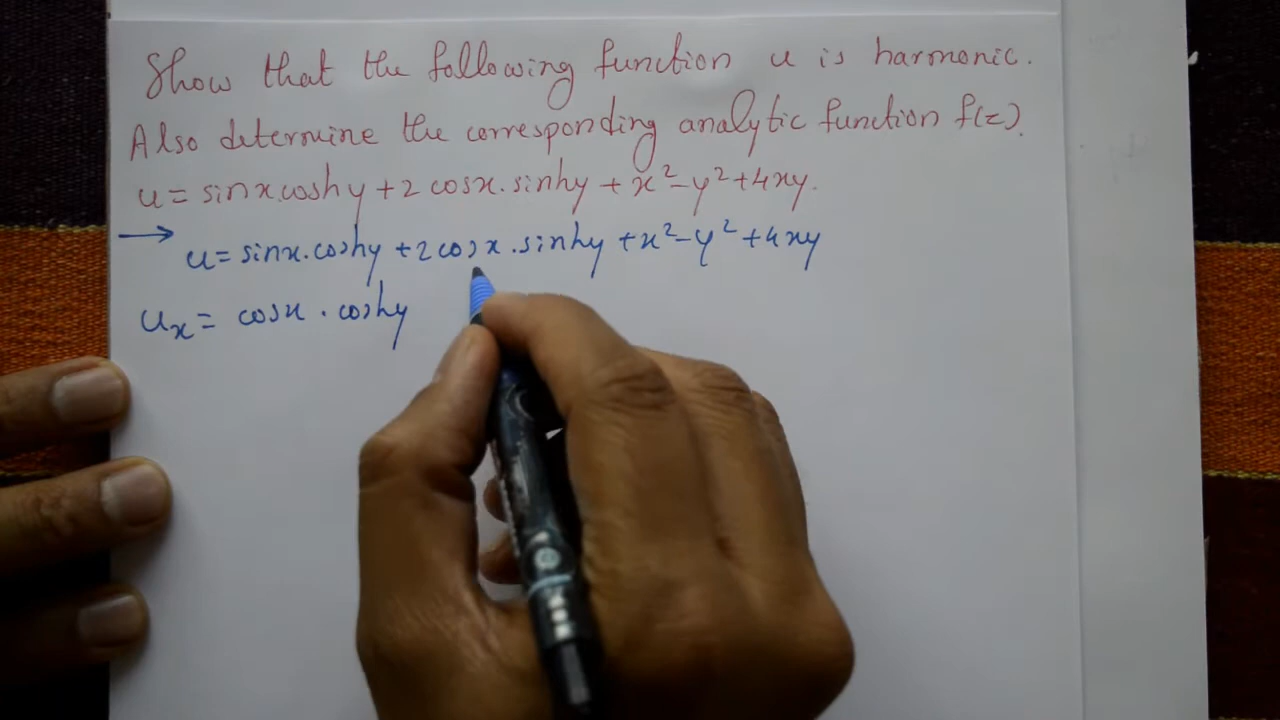 Show that the following function u is harmonic.
Also determine the corresponding analytic function f(z).
u = sinx.coshy + 2 cosx.sinhy + x² - y² + 4xy.
→ u = sinx.coshy + 2 cosx.sinhy + x² - y² + 4xy
uₓ = cosx . coshy